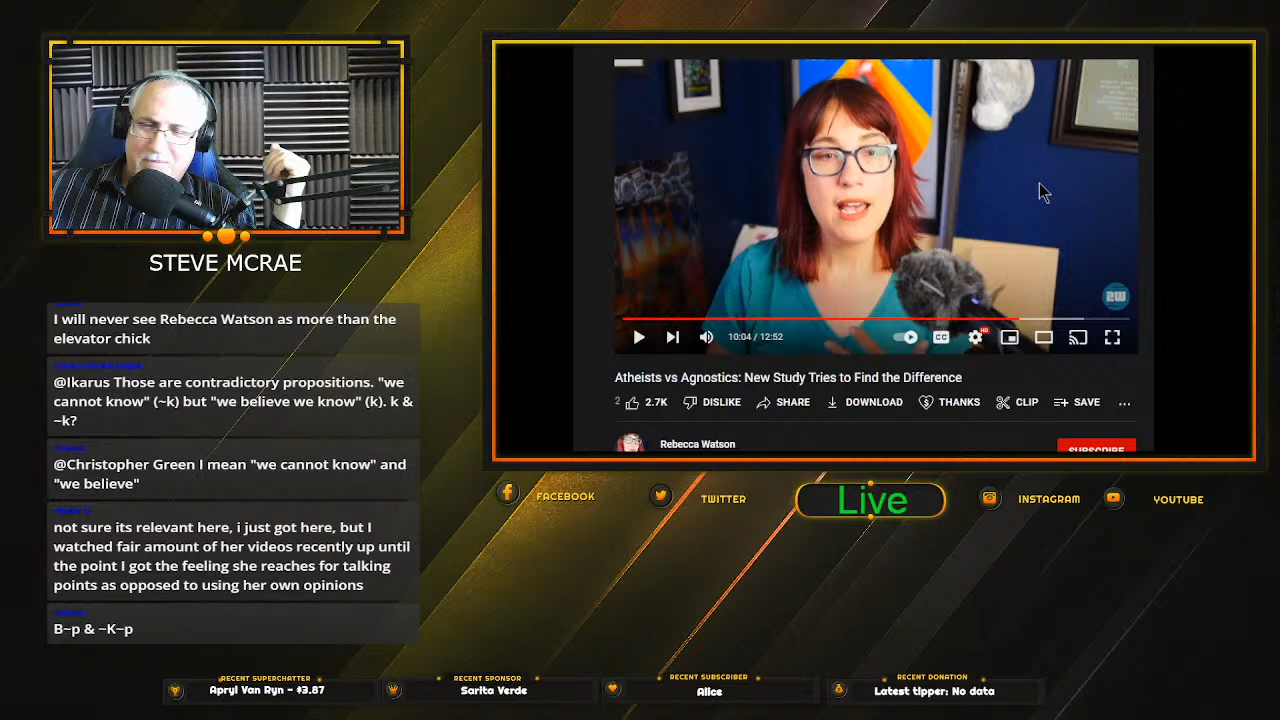 STEVE MCRAE
I will never see Rebecca Watson as more than the
elevator chick
@Ikarus Those are contradictory propositions. "we
cannot know" (~k) but "we believe we know" (k). k &
~k?
@Christopher Green I mean "we cannot know" and
"we believe"
not sure its relevant here, i just got here, but I
watched fair amount of her videos recently up until
the point I got the feeling she reaches for talking
points as opposed to using her own opinions
B~p & ~K~p
10:04 / 12:52
CC
HD
Atheists vs Agnostics: New Study Tries to Find the Difference
2 2.7K DISLIKE SHARE DOWNLOAD THANKS CLIP SAVE ...
Rebecca Watson
SUBSCRIBE
FACEBOOK TWITTER Live INSTAGRAM YOUTUBE
RECENT SUPERCHATTER
Apryl Van Ryn - $3.87
RECENT SPONSOR
Sarita Verde
RECENT SUBSCRIBER
Alice
RECENT DONATION
Latest tipper: No data